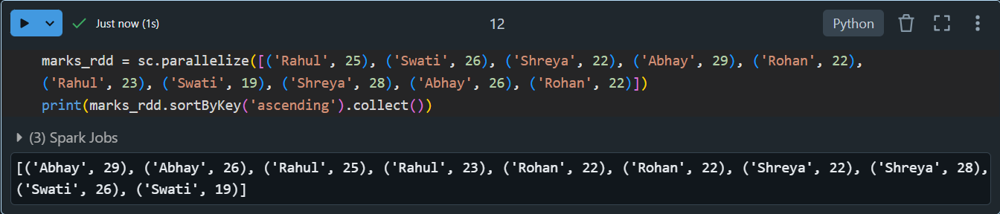 Just now (1s)
12
Python
marks_rdd = sc.parallelize([('Rahul', 25), ('Swati', 26), ('Shreya', 22), ('Abhay', 29), ('Rohan', 22),
('Rahul', 23), ('Swati', 19), ('Shreya', 28), ('Abhay', 26), ('Rohan', 22)])
print(marks_rdd.sortByKey('ascending').collect())
(3) Spark Jobs
[('Abhay', 29), ('Abhay', 26), ('Rahul', 25), ('Rahul', 23), ('Rohan', 22), ('Rohan', 22), ('Shreya', 22), ('Shreya', 28),
('Swati', 26), ('Swati', 19)]